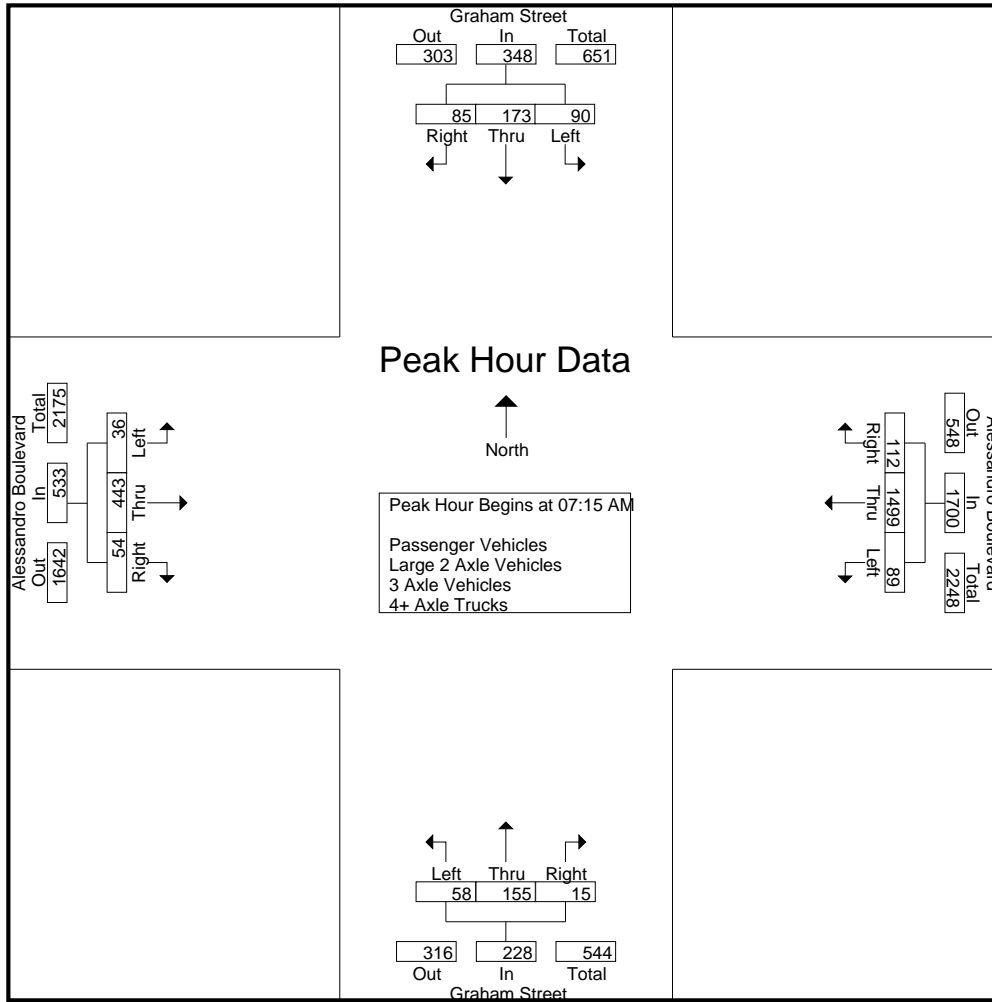 Graham Street
Out In Total
303 348 651
85 173 90
Right Thru Left
Peak Hour Data
North
Peak Hour Begins at 07:15 AM
Passenger Vehicles
Large 2 Axle Vehicles
3 Axle Vehicles
4+ Axle Trucks
Alessandro Boulevard
Out In Total
1642 533 2175
54 443 36
Right Thru Left
Alessandro Boulevard
Out In Total
548 1700 2248
112 1499 89
Right Thru Left
Left Thru Right
58 155 15
316 228 544
Out In Total
Graham Street